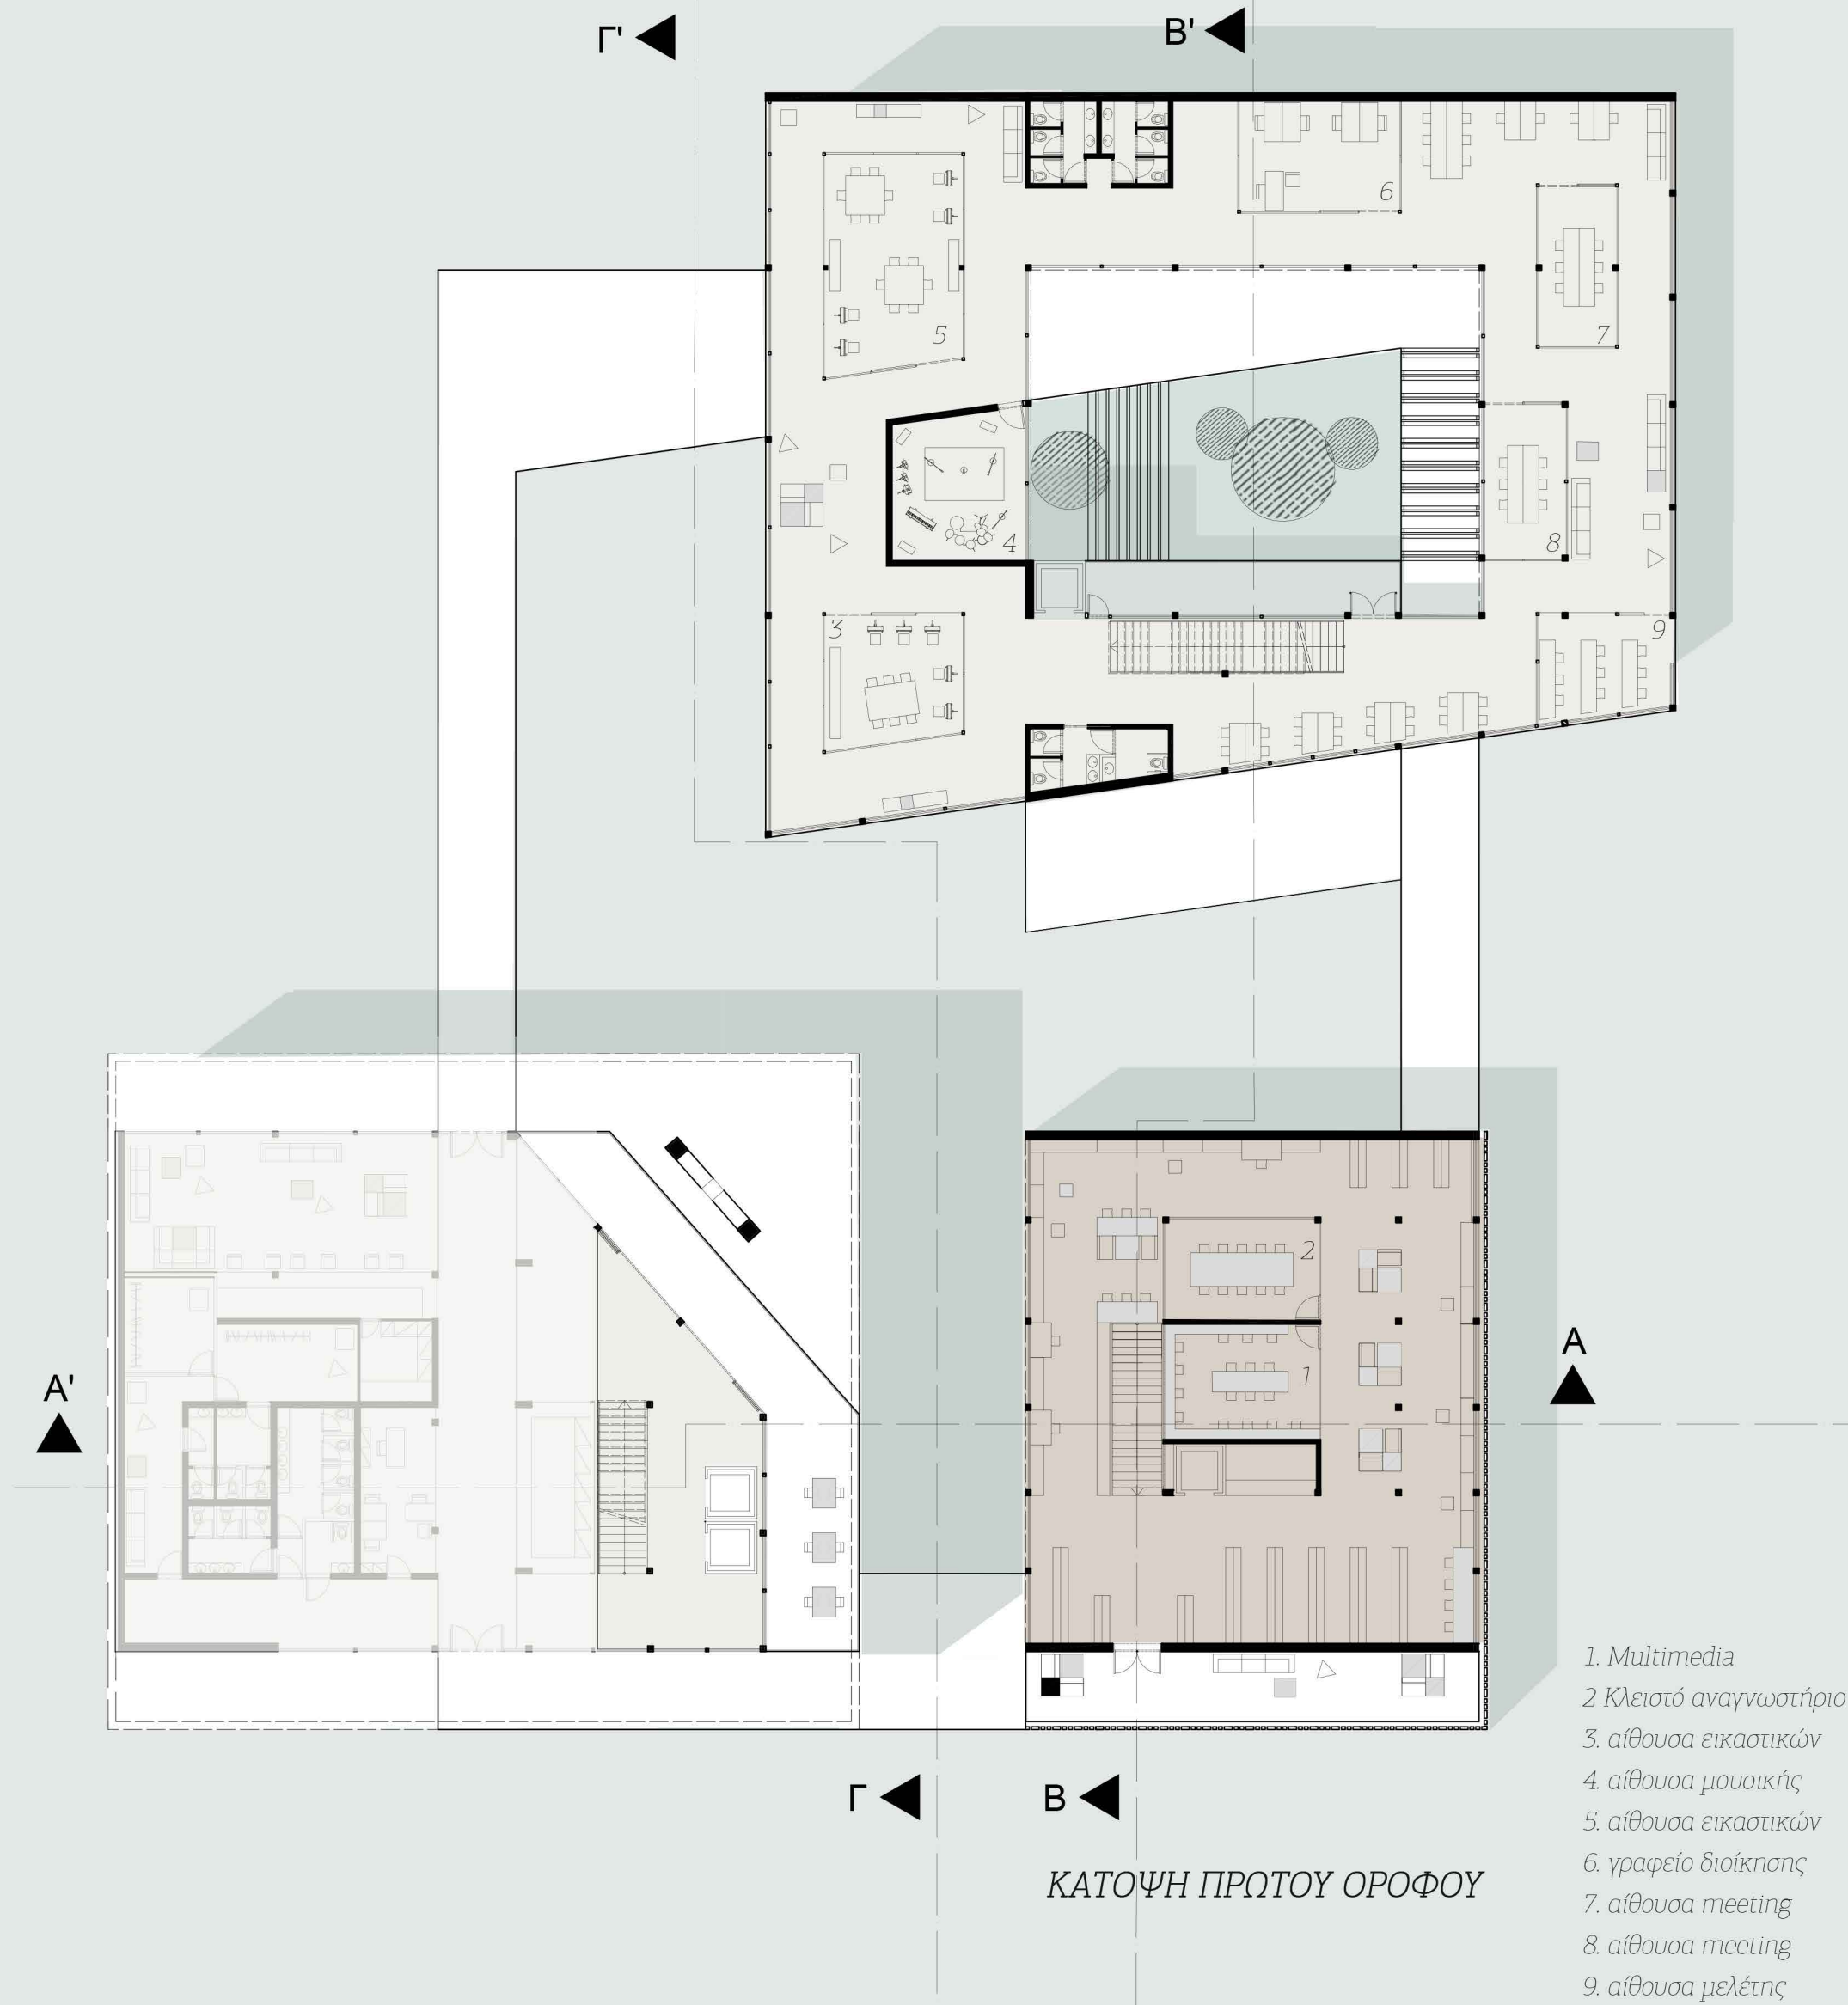 Γ'
Β'
6
5
7
4
8
3
9
2
1
Α'
Α
Γ
Β
ΚΑΤΟΨΗ ΠΡΩΤΟΥ ΟΡΟΦΟΥ
1. Multimedia
2 Κλειστό αναγνωστήριο
3. αίθουσα εικαστικών
4. αίθουσα μουσικής
5. αίθουσα εικαστικών
6. γραφείο διοίκησης
7. αίθουσα meeting
8. αίθουσα meeting
9. αίθουσα μελέτης